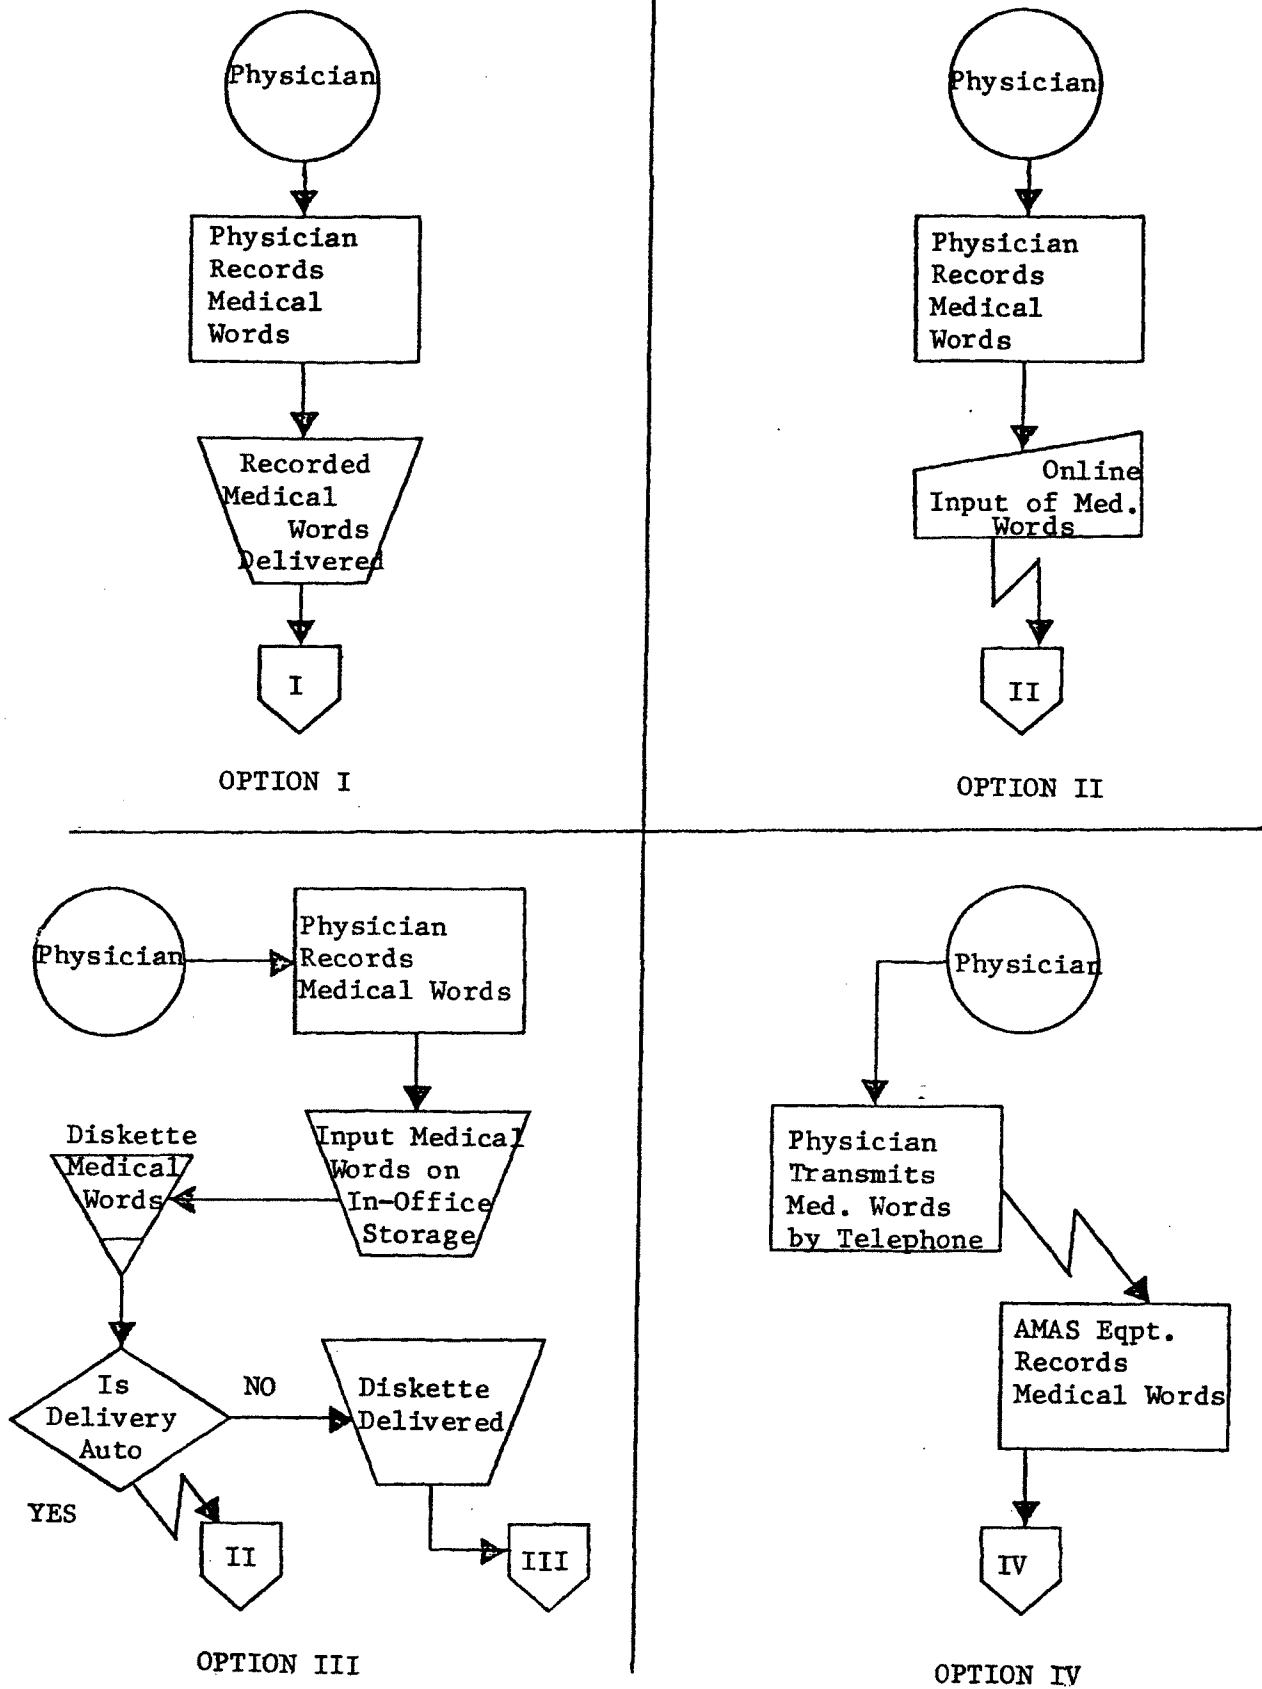 Physician
Physician
Records
Medical
Words
Recorded
Medical
Words
Delivered
I
OPTION I
Physician
Physician
Records
Medical
Words
Online
Input of Med.
Words
II
OPTION II
Physician
Physician
Records
Medical Words
Input Medical
Words on
In-Office
Storage
Diskette
Medical
Words
Is
Delivery
Auto
NO
YES
Diskette
Delivered
II
III
OPTION III
Physician
Physician
Transmits
Med. Words
by Telephone
AMAS Eqpt.
Records
Medical Words
IV
OPTION IV